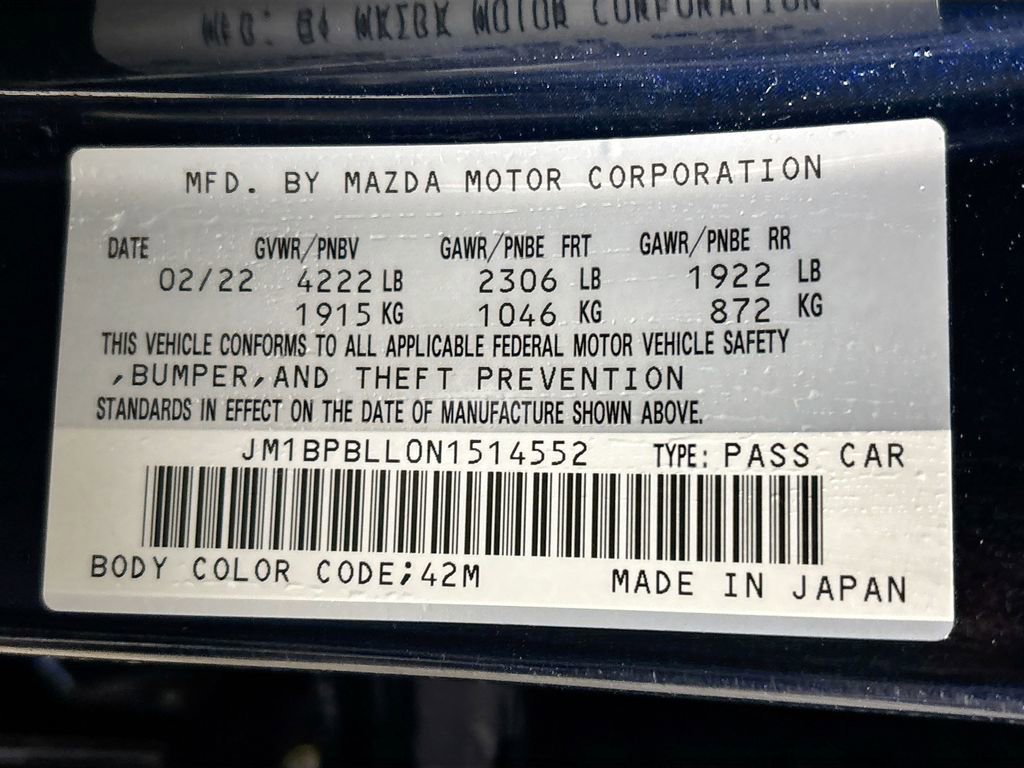 MFD. BY MAZDA MOTOR CORPORATION
DATE GVWR/PNBV GAWR/PNBE FRT GAWR/PNBE RR
02/22 4222 LB 2306 LB 1922 LB
1915 KG 1046 KG 872 KG
THIS VEHICLE CONFORMS TO ALL APPLICABLE FEDERAL MOTOR VEHICLE SAFETY
,BUMPER,AND THEFT PREVENTION
STANDARDS IN EFFECT ON THE DATE OF MANUFACTURE SHOWN ABOVE.
JM1BPBLL0N1514552 TYPE: PASS CAR
BODY COLOR CODE;42M MADE IN JAPAN